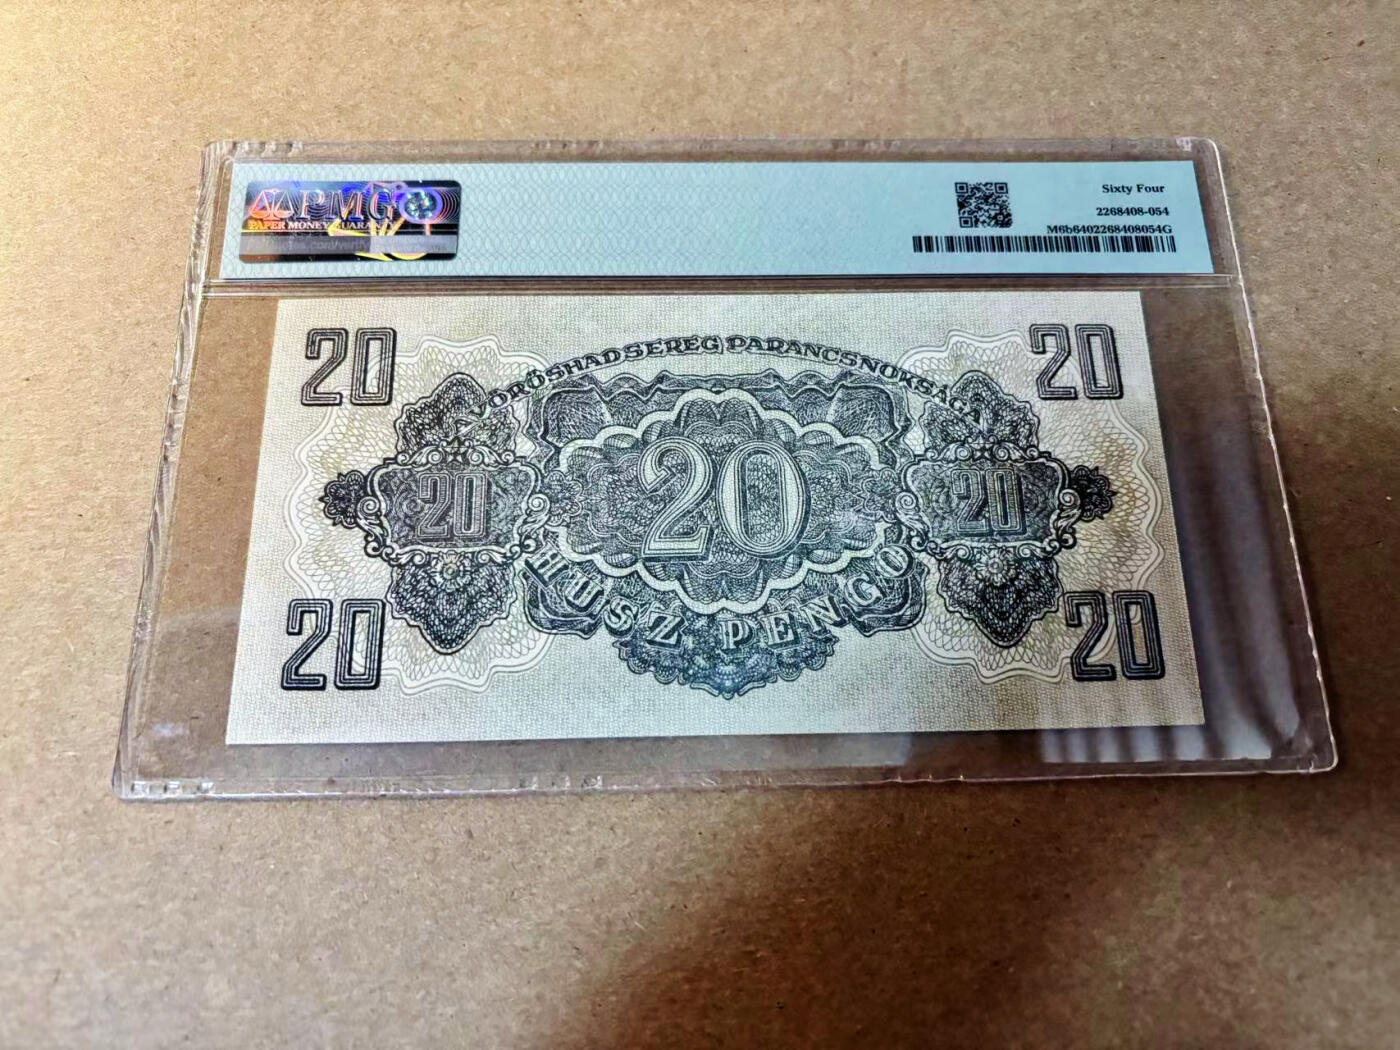 PMG
PAPER MONEY GUARANTY
Sixty Four
2268408-054
M6b6402268408054G
20 20
VÖRÖSHADSEREG PARANCSNOKSÁGA
20 20 20
HUSZ PENGŐ
20 20